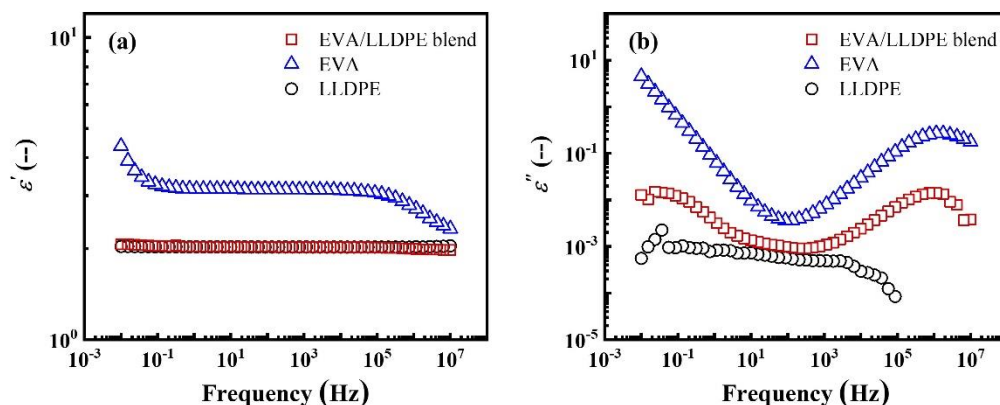 (a)
EVA/LLDPE blend
EVA
LLDPE
10¹
10⁰
ε′ (--)
10⁻³ 10⁻¹ 10¹ 10³ 10⁵ 10⁷
Frequency (Hz)
(b)
EVA/LLDPE blend
EVA
LLDPE
10¹
10⁻¹
10⁻³
10⁻⁵
ε″ (--)
10⁻³ 10⁻¹ 10¹ 10³ 10⁵ 10⁷
Frequency (Hz)